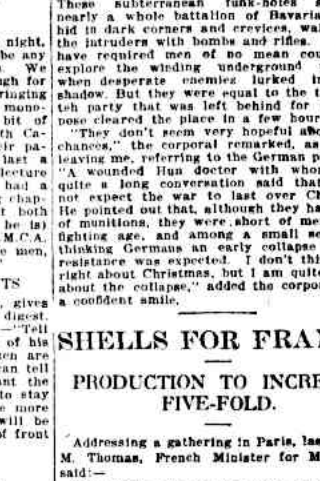 night,
be any
We
gh for
ringing
mono-
bit of
th Ca-
ir pa-
last a
lecture
had a
chap-
t both
be is)
M.C.A.
e men,
TS
, gives
digest.
—"Tell
of his
en are
can tell
nt the
to stay
e more
will be
of front
These subterranean funk-holes
nearly a whole battalion of Bavaria
hid in dark corners and crevices, wai
the intruders with bombs and rifles.
have required men of no mean cou
explore the winding underground
when desperate enemies lurked in
shadow. But they were equal to the t
teh party that was left behind for
pose cleared the place in a few hour
"They don't seem very hopeful abo
chances," the corporal remarked, as
leaving me, referring to the German p
"A wounded Hun doctor with whom
quite a long conversation said that
not expect the war to last over Ch
He pointed out that, although they ha
of munitions, they were short of me
fighting age, and among a small se
thinking Germans an early collapse
resistance was expected. I don't thi
right about Christmas, but I am quit
about the collapse," added the corpo
a confident smile.
SHELLS FOR FRA
PRODUCTION TO INCRE
FIVE-FOLD.
Addressing a gathering in Paris, las
M. Thomas, French Minister for M
said:—